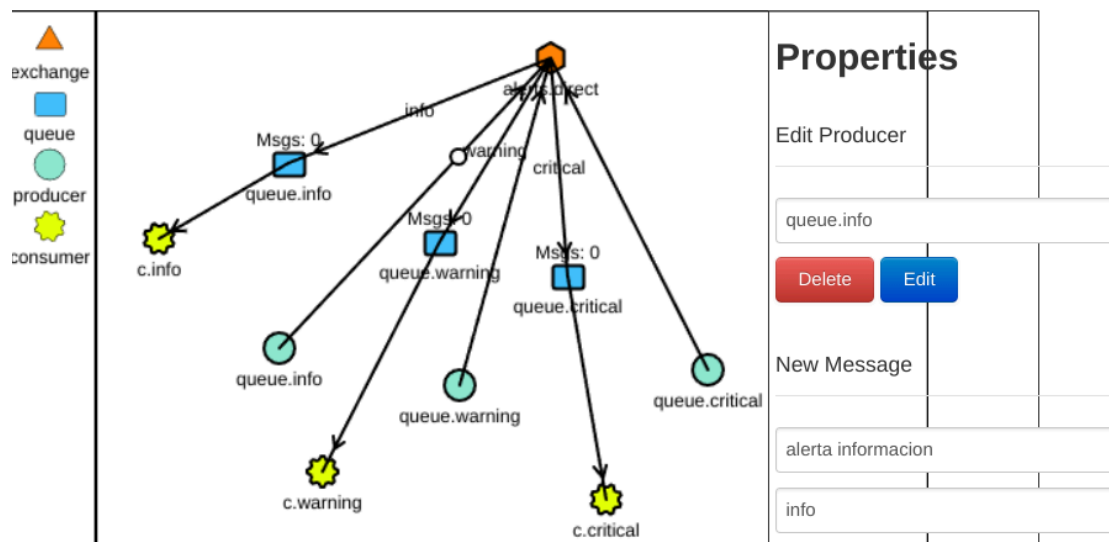 exchange
queue
producer
consumer
alerts.direct
info
Msgs: 0
queue.info
warning
critical
c.info
Msgs: 0
queue.warning
Msgs: 0
queue.critical
queue.info
queue.warning
queue.critical
c.warning
c.critical
Properties
Edit Producer
queue.info
Delete Edit
New Message
alerta informacion
info